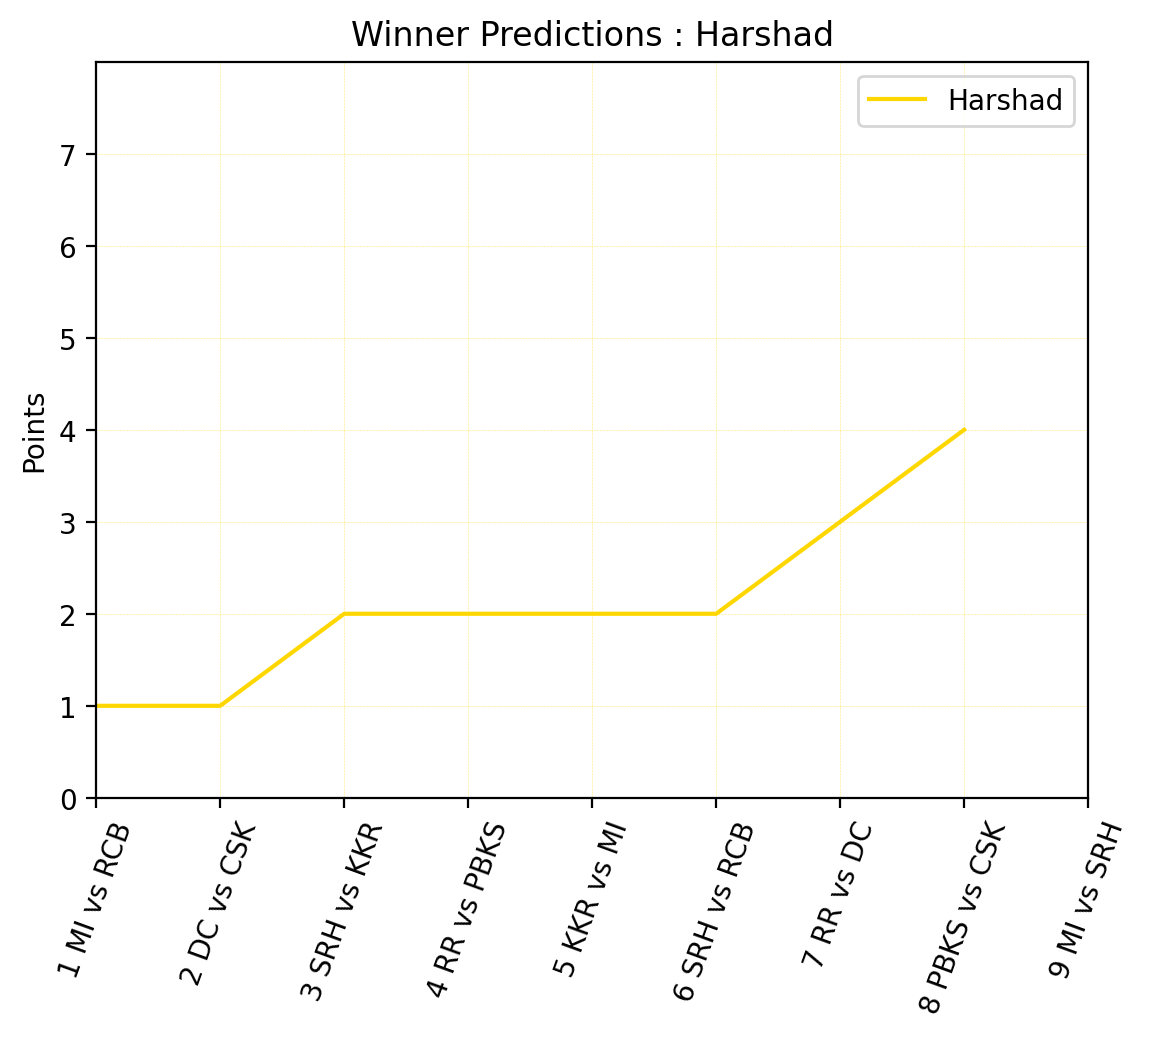 Winner Predictions : Harshad
Harshad
7
6
5
4
3
2
1
0
Points
1 MI vs RCB
2 DC vs CSK
3 SRH vs KKR
4 RR vs PBKS
5 KKR vs MI
6 SRH vs RCB
7 RR vs DC
8 PBKS vs CSK
9 MI vs SRH